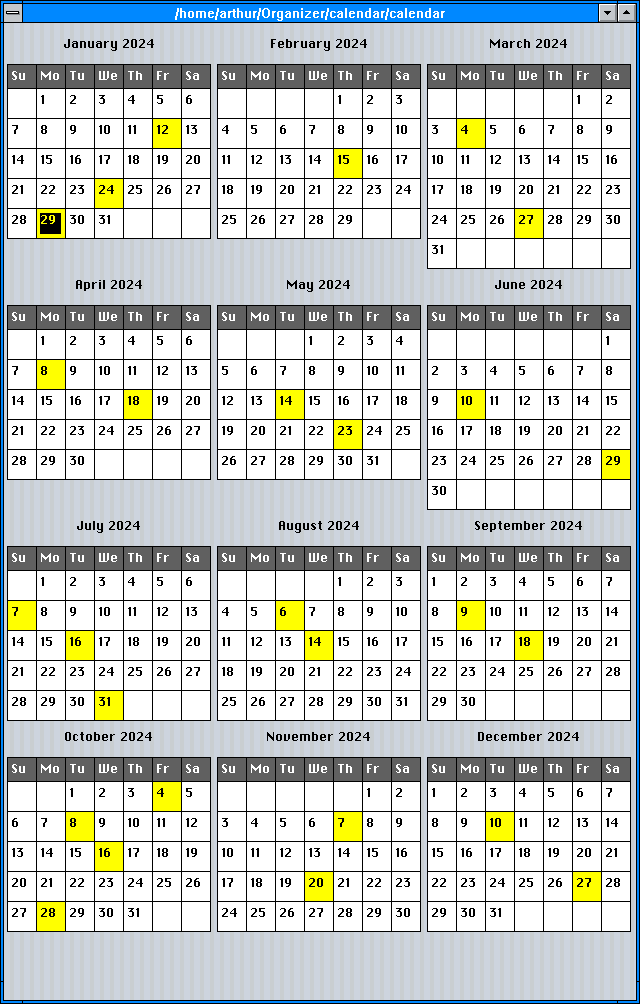 /home/arthur/Organizer/calendar/calendar
January 2024 February 2024 March 2024
Su Mo Tu We Th Fr Sa Su Mo Tu We Th Fr Sa Su Mo Tu We Th Fr Sa
1 2 3 4 5 6 1 2 3 1 2
7 8 9 10 11 12 13 4 5 6 7 8 9 10 3 4 5 6 7 8 9
14 15 16 17 18 19 20 11 12 13 14 15 16 17 10 11 12 13 14 15 16
21 22 23 24 25 26 27 18 19 20 21 22 23 24 17 18 19 20 21 22 23
28 29 30 31 25 26 27 28 29 24 25 26 27 28 29 30
31
April 2024 May 2024 June 2024
Su Mo Tu We Th Fr Sa Su Mo Tu We Th Fr Sa Su Mo Tu We Th Fr Sa
1 2 3 4 5 6 1 2 3 4 1
7 8 9 10 11 12 13 5 6 7 8 9 10 11 2 3 4 5 6 7 8
14 15 16 17 18 19 20 12 13 14 15 16 17 18 9 10 11 12 13 14 15
21 22 23 24 25 26 27 19 20 21 22 23 24 25 16 17 18 19 20 21 22
28 29 30 26 27 28 29 30 31 23 24 25 26 27 28 29
30
July 2024 August 2024 September 2024
Su Mo Tu We Th Fr Sa Su Mo Tu We Th Fr Sa Su Mo Tu We Th Fr Sa
1 2 3 4 5 6 1 2 3 1 2 3 4 5 6 7
7 8 9 10 11 12 13 4 5 6 7 8 9 10 8 9 10 11 12 13 14
14 15 16 17 18 19 20 11 12 13 14 15 16 17 15 16 17 18 19 20 21
21 22 23 24 25 26 27 18 19 20 21 22 23 24 22 23 24 25 26 27 28
28 29 30 31 25 26 27 28 29 30 31 29 30
October 2024 November 2024 December 2024
Su Mo Tu We Th Fr Sa Su Mo Tu We Th Fr Sa Su Mo Tu We Th Fr Sa
1 2 3 4 5 1 2 1 2 3 4 5 6 7
6 7 8 9 10 11 12 3 4 5 6 7 8 9 8 9 10 11 12 13 14
13 14 15 16 17 18 19 10 11 12 13 14 15 16 15 16 17 18 19 20 21
20 21 22 23 24 25 26 17 18 19 20 21 22 23 22 23 24 25 26 27 28
27 28 29 30 31 24 25 26 27 28 29 30 29 30 31